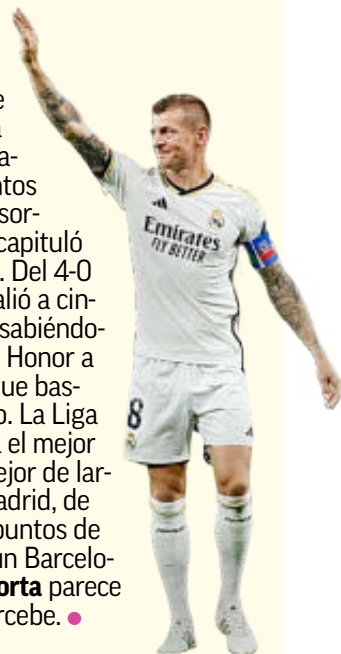 e
a
a-
ntos
sor-
capituló
. Del 4-0
alió a cin-
sabiéndo-
Honor a
ue bas-
o. La Liga
a el mejor
ejor de lar-
adrid, de
puntos de
un Barcelo-
orta parece
rcebe. ●
Emirates
FLY BETTER
8